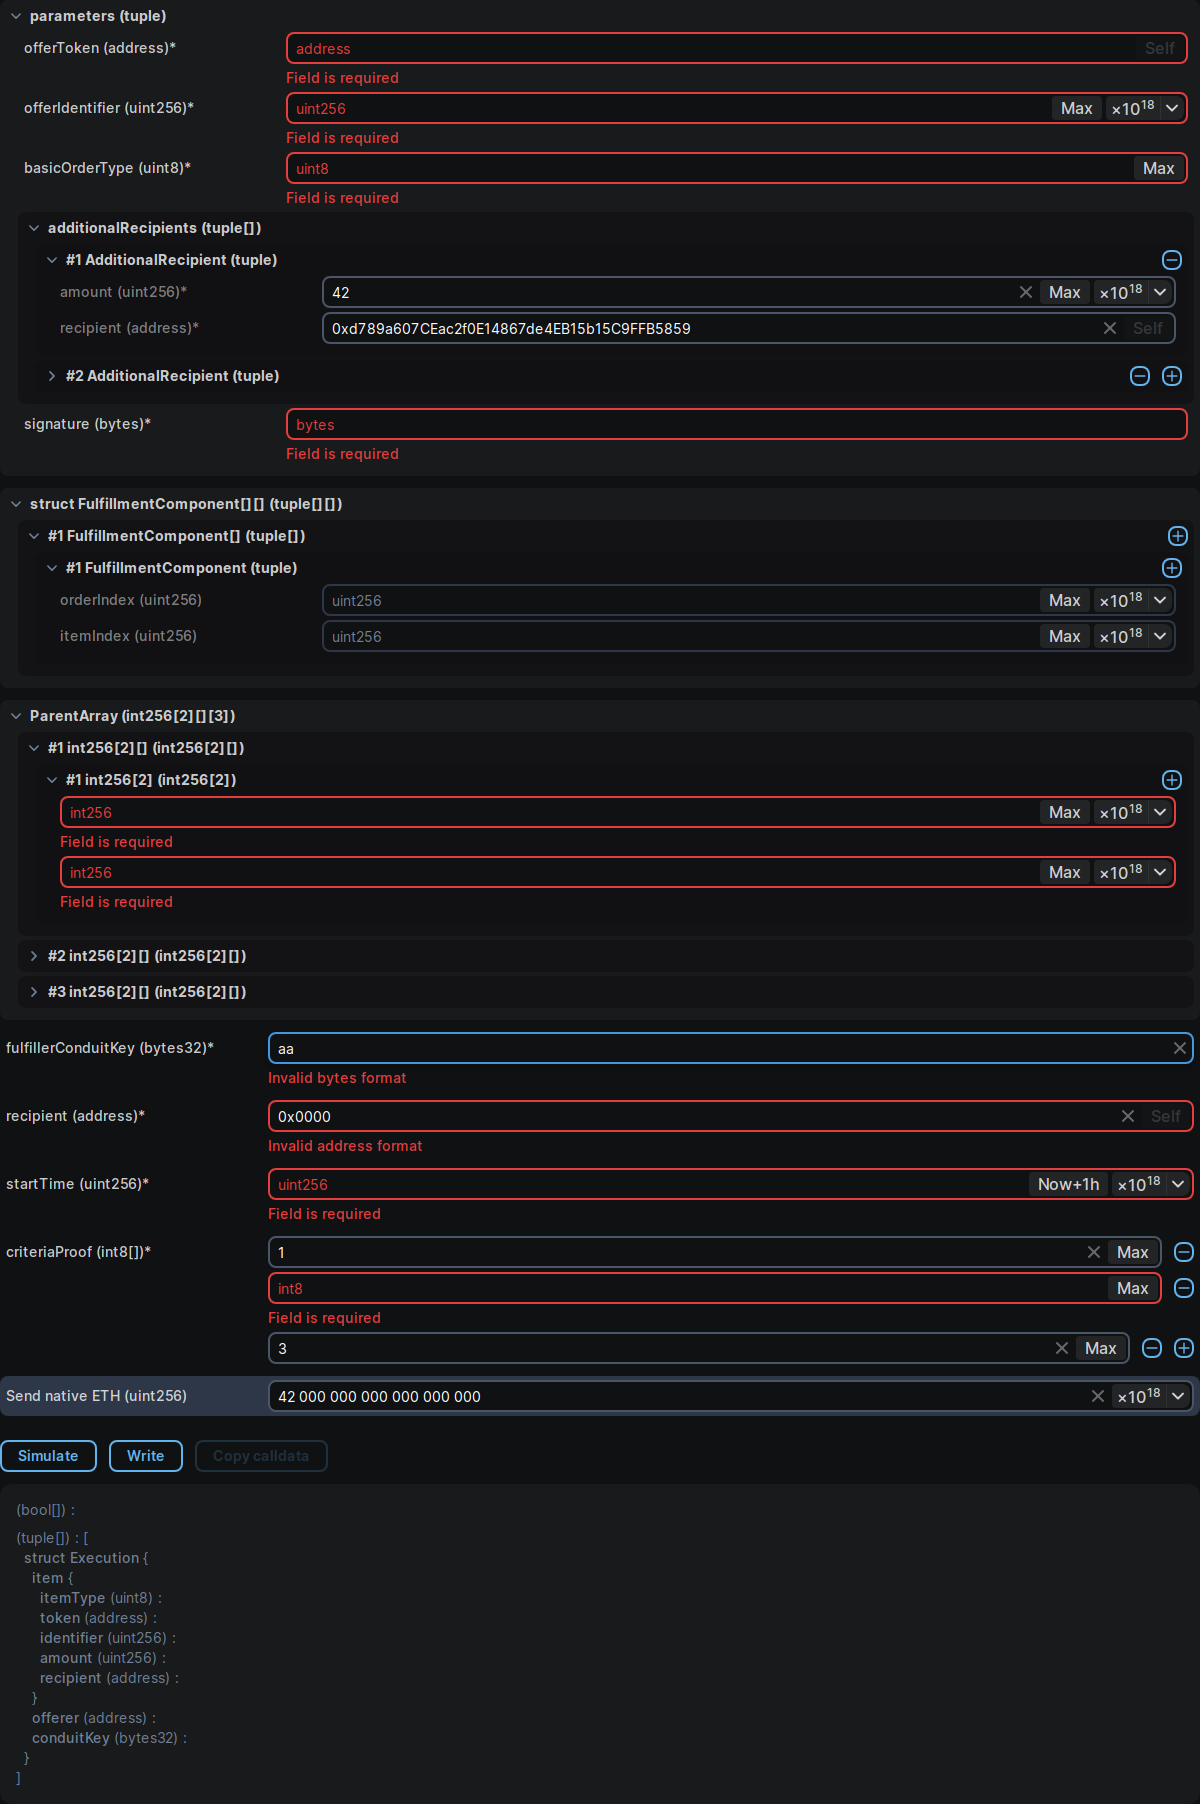 parameters (tuple)
offerToken (address)*
address Self
Field is required
offerIdentifier (uint256)*
uint256 Max ×10^18
Field is required
basicOrderType (uint8)*
uint8 Max
Field is required
additionalRecipients (tuple[])
#1 AdditionalRecipient (tuple)
amount (uint256)*
42 Max ×10^18
recipient (address)*
0xd789a607CEac2f0E14867de4EB15b15C9FFB5859 Self
#2 AdditionalRecipient (tuple)
signature (bytes)*
bytes
Field is required
struct FulfillmentComponent[][] (tuple[][])
#1 FulfillmentComponent[] (tuple[])
#1 FulfillmentComponent (tuple)
orderIndex (uint256)
uint256 Max ×10^18
itemIndex (uint256)
uint256 Max ×10^18
ParentArray (int256[2][][3])
#1 int256[2][] (int256[2][])
#1 int256[2] (int256[2])
int256 Max ×10^18
Field is required
int256 Max ×10^18
Field is required
#2 int256[2][] (int256[2][])
#3 int256[2][] (int256[2][])
fulfillerConduitKey (bytes32)*
aa
Invalid bytes format
recipient (address)*
0x0000 Self
Invalid address format
startTime (uint256)*
uint256 Now+1h ×10^18
Field is required
criteriaProof (int8[])*
1 Max
int8 Max
Field is required
3 Max
Send native ETH (uint256)
42 000 000 000 000 000 000 ×10^18
Simulate Write Copy calldata
(bool[]) :
(tuple[]) : [
struct Execution {
item {
itemType (uint8) :
token (address) :
identifier (uint256) :
amount (uint256) :
recipient (address) :
}
offerer (address) :
conduitKey (bytes32) :
}
]